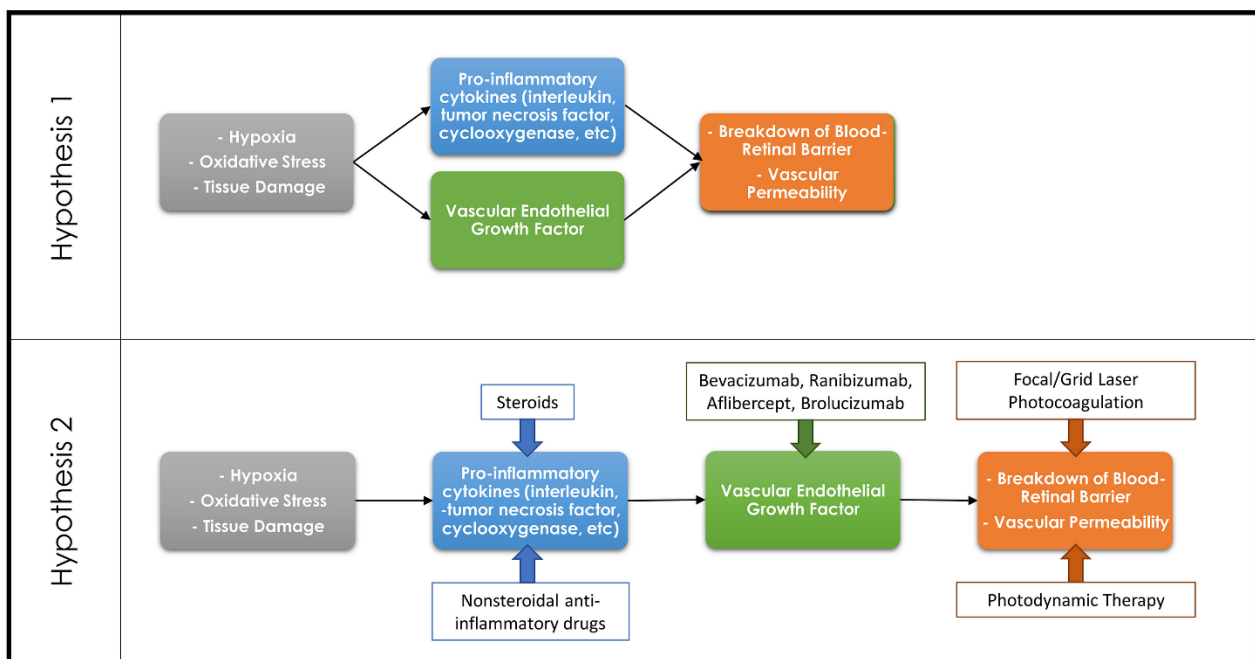 Hypothesis 1
- Hypoxia
- Oxidative Stress
- Tissue Damage
Pro-inflammatory
cytokines (interleukin,
tumor necrosis factor,
cyclooxygenase, etc)
Vascular Endothelial
Growth Factor
- Breakdown of Blood-
Retinal Barrier
- Vascular
Permeability
Hypothesis 2
Steroids
Bevacizumab, Ranibizumab,
Aflibercept, Brolucizumab
Focal/Grid Laser
Photocoagulation
- Hypoxia
- Oxidative Stress
- Tissue Damage
Pro-inflammatory
cytokines (interleukin,
-tumor necrosis factor,
cyclooxygenase, etc)
Vascular Endothelial
Growth Factor
- Breakdown of Blood-
Retinal Barrier
- Vascular Permeability
Nonsteroidal anti-
inflammatory drugs
Photodynamic Therapy